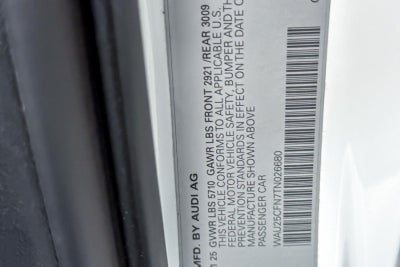 MFD. BY AUDI AG
1 25 GVWR LBS 5710 GAWR LBS FRONT 2921 /REAR 3009
THIS VEHICLE CONFORMS TO ALL APPLICABLE U.S.
FEDERAL MOTOR VEHICLE SAFETY, BUMPER AND TH
PREVENTION STANDARDS IN EFFECT ON THE DATE O
MANUFACTURE SHOWN ABOVE
PASSENGER CAR
WAU25CFN7TN026680